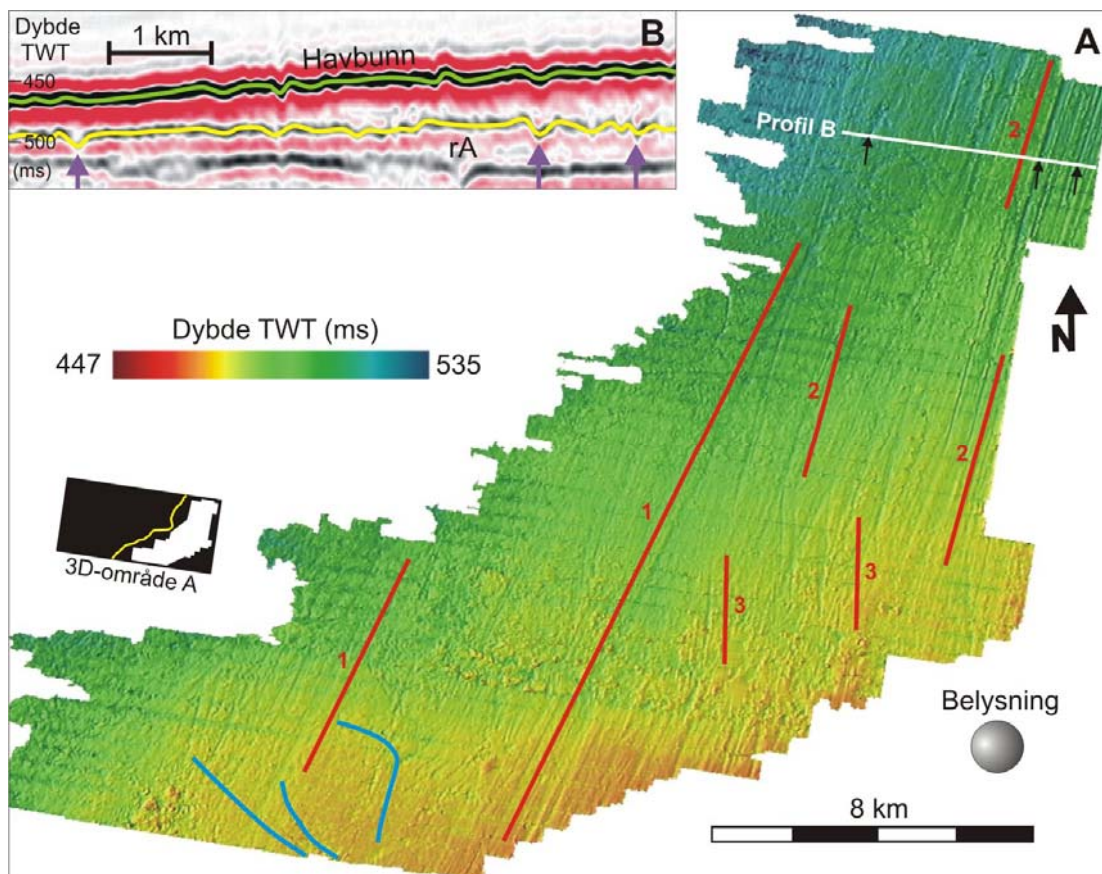 Dybde
TWT
1 km
Havbunn
B
450
500
(ms)
rA
A
Profil B
2
Dybde TWT (ms)
447
535
N
2
2
1
3
3
1
3D-område A
Belysning
8 km